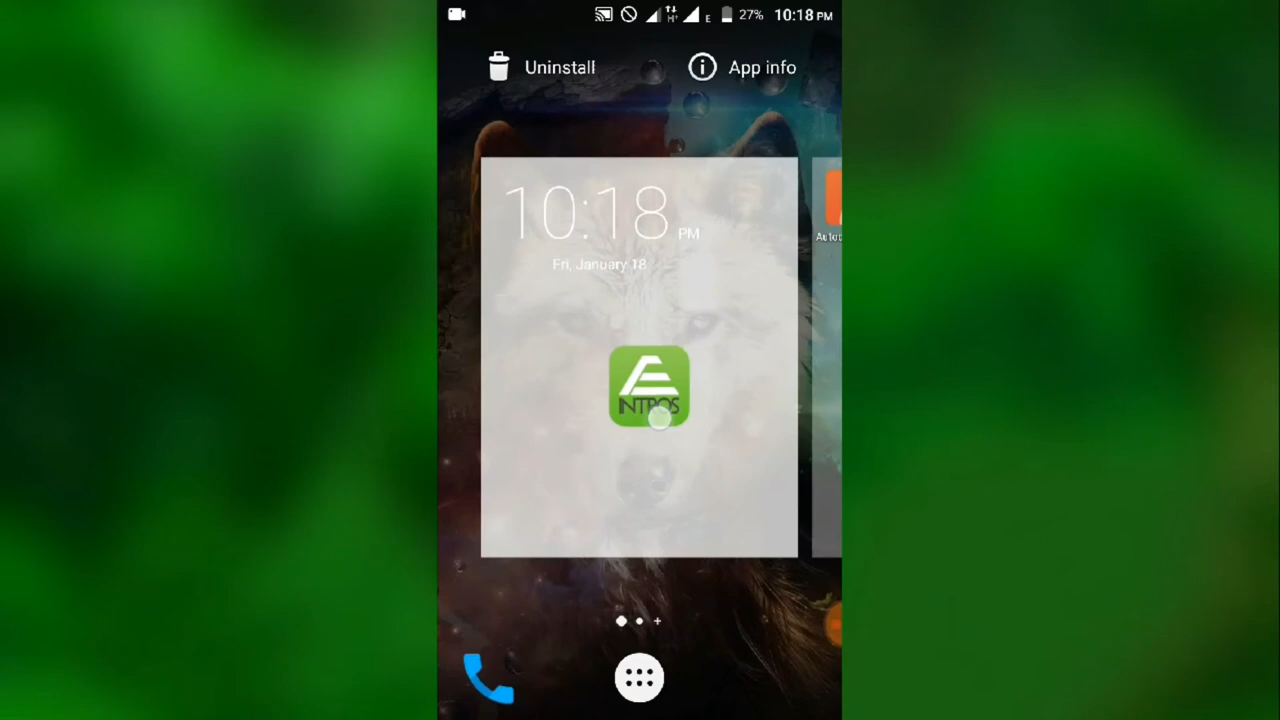 H+ E 27% 10:18 PM
Uninstall App info
10:18 PM
Fri, January 18
INTROS